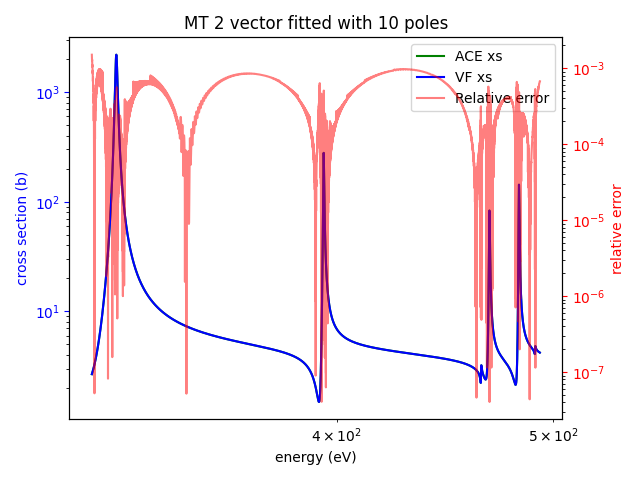 MT 2 vector fitted with 10 poles
ACE xs
VF xs
Relative error
cross section (b)
10³
10²
10¹
relative error
10⁻³
10⁻⁴
10⁻⁵
10⁻⁶
10⁻⁷
4 × 10²
5 × 10²
energy (eV)